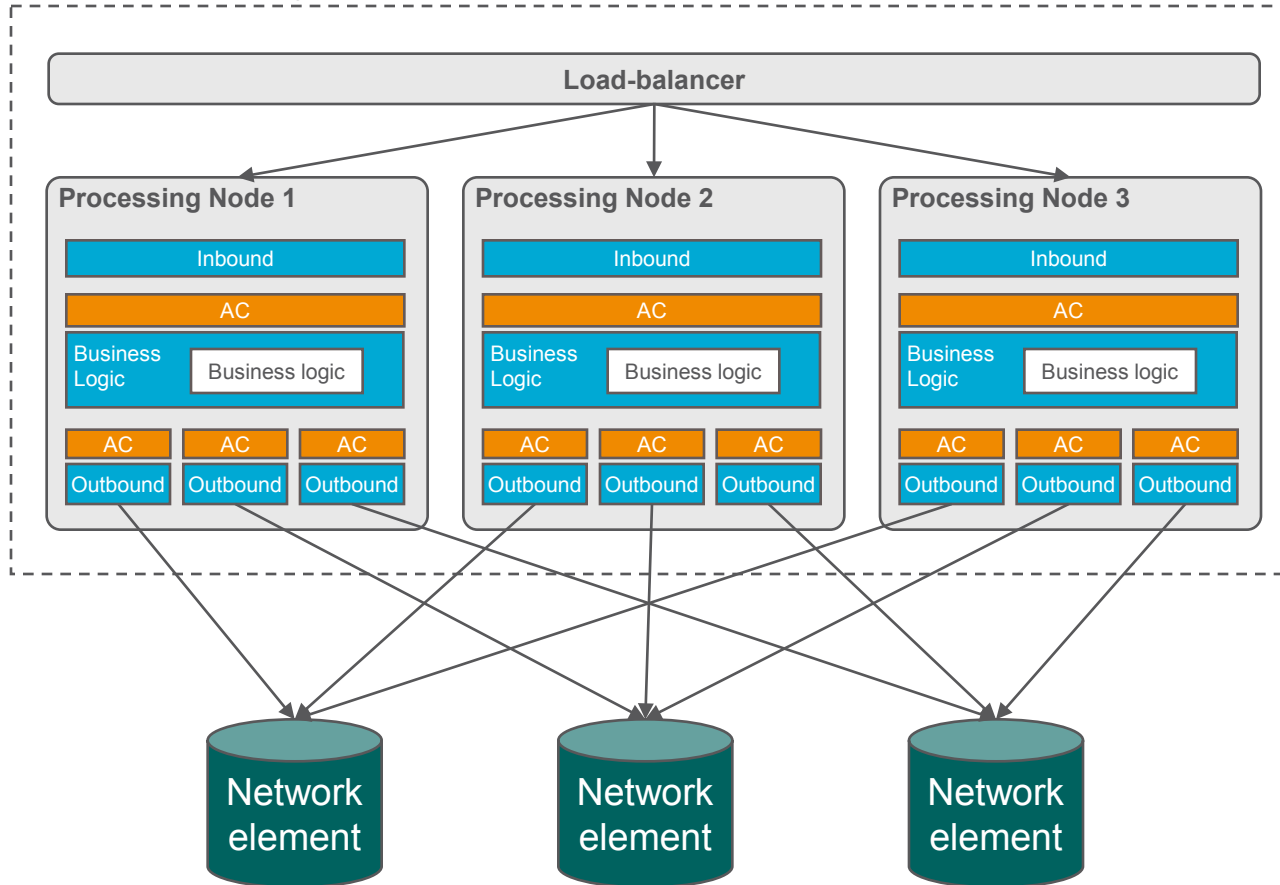 Load-balancer
Processing Node 1
Inbound
AC
Business
Logic
Business logic
AC
AC
AC
Outbound
Outbound
Outbound
Processing Node 2
Inbound
AC
Business
Logic
Business logic
AC
AC
AC
Outbound
Outbound
Outbound
Processing Node 3
Inbound
AC
Business
Logic
Business logic
AC
AC
AC
Outbound
Outbound
Outbound
Network
element
Network
element
Network
element